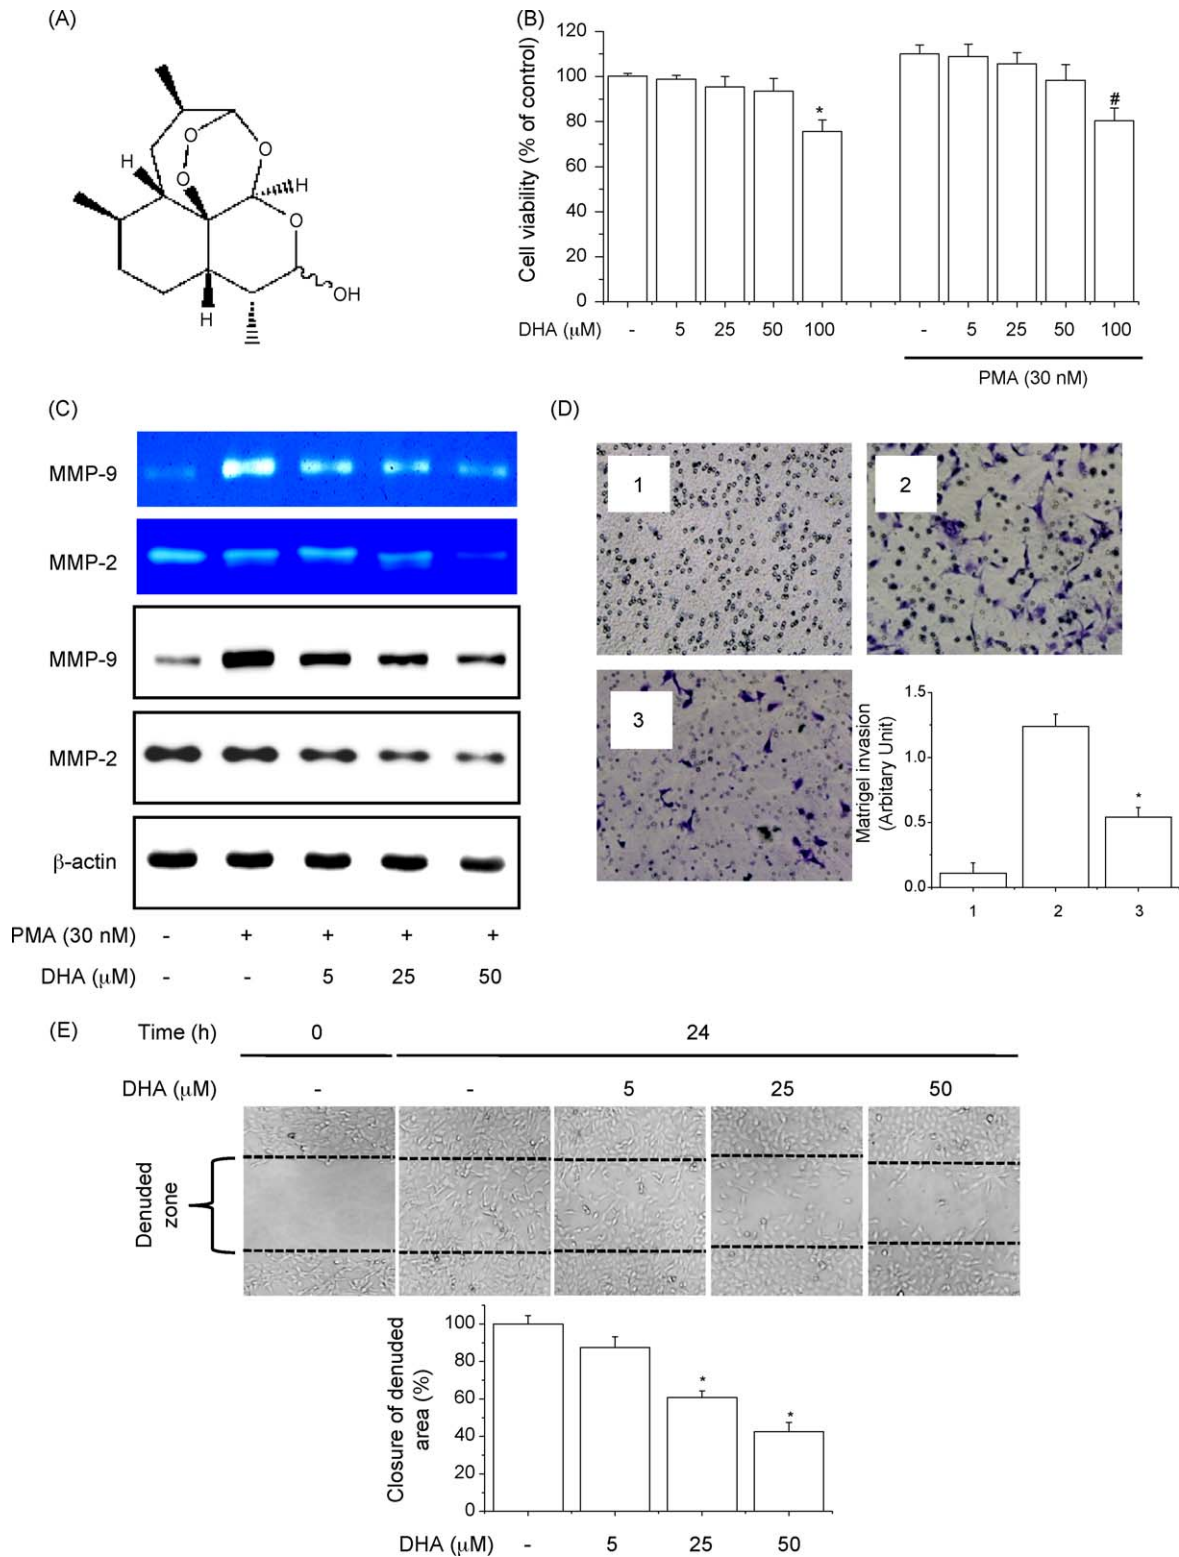 (A)
H
O
O
O
H
O
H
OH
(B)
Cell viability (% of control)
120
100
80
60
40
20
0
*
#
DHA (μM) - 5 25 50 100 - 5 25 50 100
PMA (30 nM)
(C)
MMP-9
MMP-2
MMP-9
MMP-2
β-actin
PMA (30 nM) - + + + +
DHA (μM) - - 5 25 50
(D)
1
2
3
Matrigel invasion
(Arbitary Unit)
1.5
1.0
0.5
0.0
*
1 2 3
(E)
Time (h) 0 24
DHA (μM) - - 5 25 50
Denuded
zone
Closure of denuded
area (%)
100
80
60
40
20
0
*
*
DHA (μM) - 5 25 50